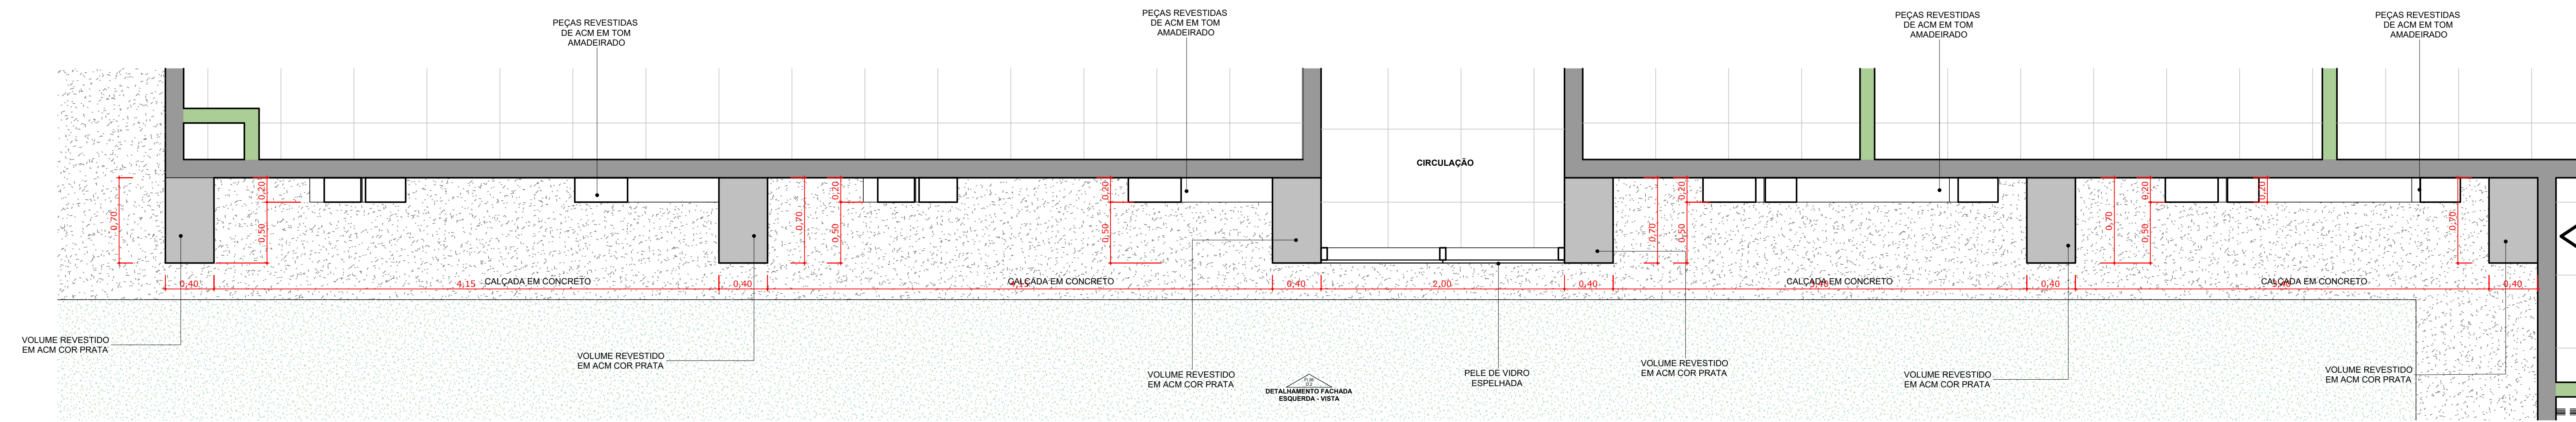 PEÇAS REVESTIDAS
DE ACM EM TOM
AMADEIRADO
PEÇAS REVESTIDAS
DE ACM EM TOM
AMADEIRADO
PEÇAS REVESTIDAS
DE ACM EM TOM
AMADEIRADO
PEÇAS REVESTIDAS
DE ACM EM TOM
AMADEIRADO
CIRCULAÇÃO
0,70
0,20
0,50
0,70
0,20
0,50
0,20
0,50
0,70
0,20
0,50
0,70
0,20
0,50
0,20
0,70
CALÇADA EM CONCRETO
CALÇADA EM CONCRETO
CALÇADA EM CONCRETO
CALÇADA EM CONCRETO
0,40
4,15
0,40
4,15
0,40
2,00
0,40
0,40
0,40
VOLUME REVESTIDO
EM ACM COR PRATA
VOLUME REVESTIDO
EM ACM COR PRATA
VOLUME REVESTIDO
EM ACM COR PRATA
DETALHAMENTO FACHADA
ESQUERDA - VISTA
PELE DE VIDRO
ESPELHADA
VOLUME REVESTIDO
EM ACM COR PRATA
VOLUME REVESTIDO
EM ACM COR PRATA
VOLUME REVESTIDO
EM ACM COR PRATA